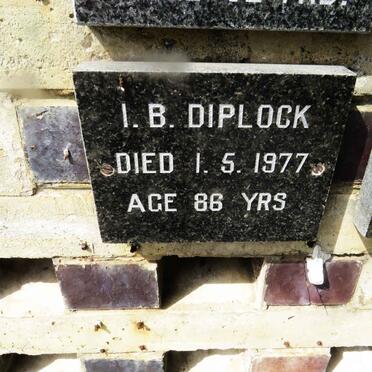 I. B. DIPLOCK
DIED 1. 5. 1977
AGE 86 YRS